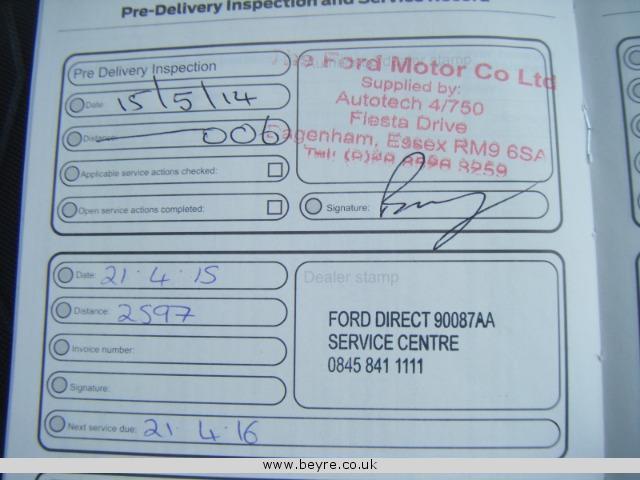 Pre-Delivery Inspection and Service Record
Pre Delivery Inspection
Date 15/5/14
Distance: 006
Applicable service actions checked:
Open service actions completed:
The Ford Motor Co Ltd
Supplied by:
Autotech 4/750
Fiesta Drive
Dagenham, Essex RM9 6SA
Signature:
Date: 21·4·15
Distance: 2597
Invoice number:
Signature:
Next service due: 21·4·16
Dealer stamp
FORD DIRECT 90087AA
SERVICE CENTRE
0845 841 1111
www.beyre.co.uk